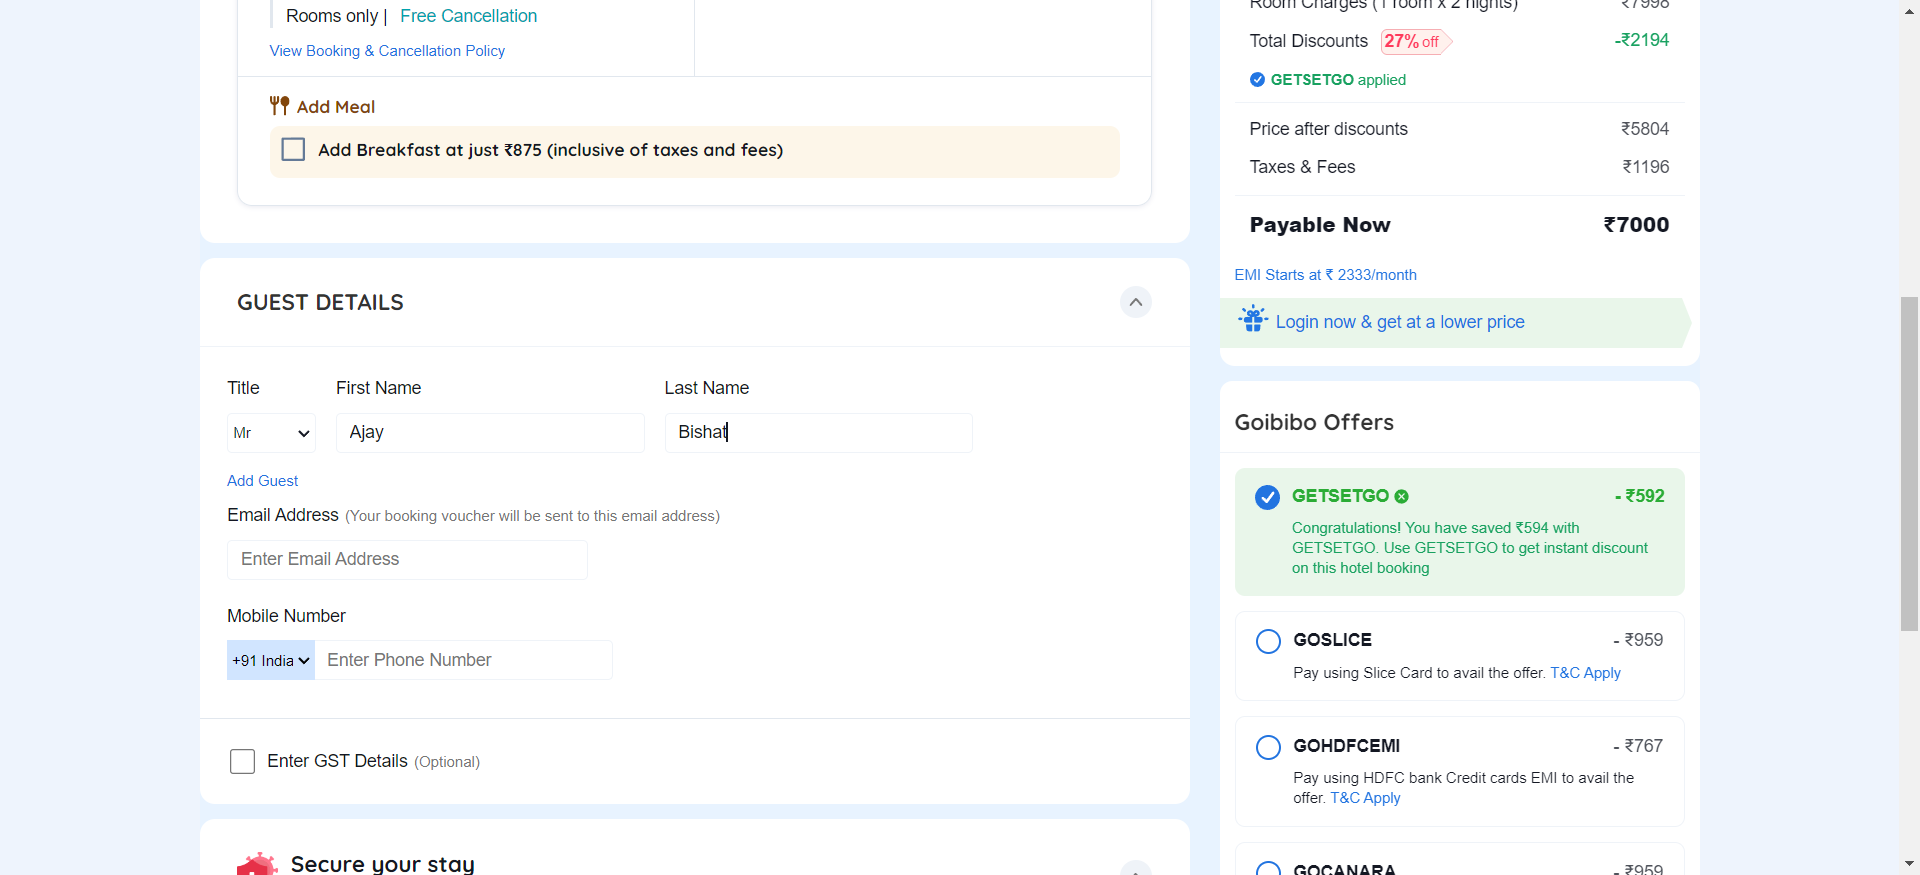 Rooms only | Free Cancellation
View Booking & Cancellation Policy
Add Meal
Add Breakfast at just ₹875 (inclusive of taxes and fees)
GUEST DETAILS
Title First Name Last Name
Mr Ajay Bishat
Add Guest
Email Address (Your booking voucher will be sent to this email address)
Enter Email Address
Mobile Number
+91 India Enter Phone Number
Enter GST Details (Optional)
Secure your stay
Room Charges (1 room x 2 nights) ₹7998
Total Discounts 27% off -₹2194
GETSETGO applied
Price after discounts ₹5804
Taxes & Fees ₹1196
Payable Now ₹7000
EMI Starts at ₹ 2333/month
Login now & get at a lower price
Goibibo Offers
GETSETGO - ₹592
Congratulations! You have saved ₹594 with
GETSETGO. Use GETSETGO to get instant discount
on this hotel booking
GOSLICE - ₹959
Pay using Slice Card to avail the offer. T&C Apply
GOHDFCEMI - ₹767
Pay using HDFC bank Credit cards EMI to avail the
offer. T&C Apply
GOCANARA - ₹959